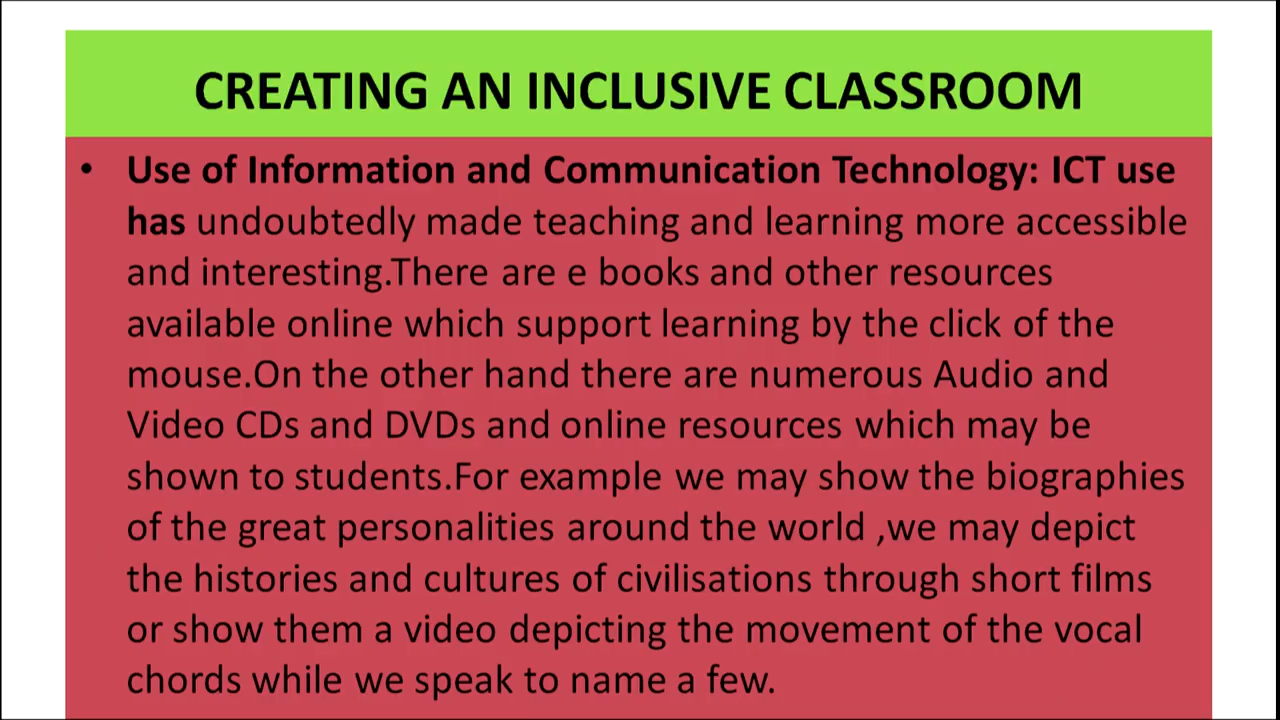 CREATING AN INCLUSIVE CLASSROOM
• Use of Information and Communication Technology: ICT use
has undoubtedly made teaching and learning more accessible
and interesting.There are e books and other resources
available online which support learning by the click of the
mouse.On the other hand there are numerous Audio and
Video CDs and DVDs and online resources which may be
shown to students.For example we may show the biographies
of the great personalities around the world ,we may depict
the histories and cultures of civilisations through short films
or show them a video depicting the movement of the vocal
chords while we speak to name a few.